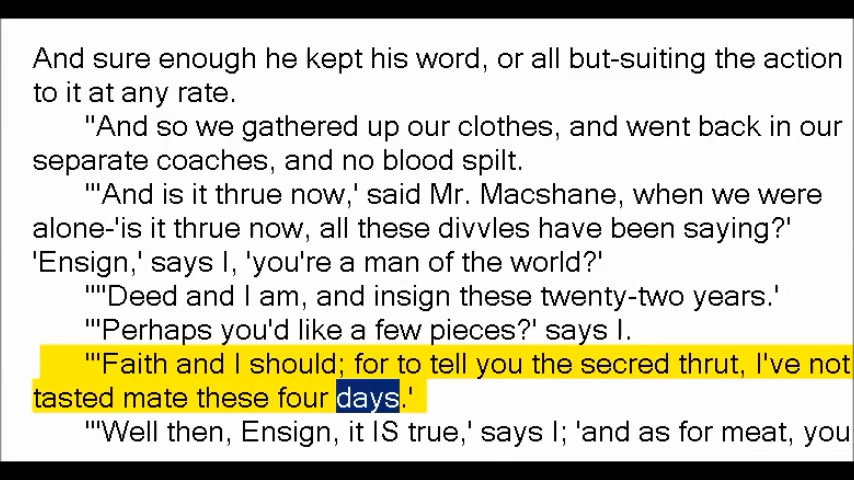 And sure enough he kept his word, or all but-suiting the action
to it at any rate.
"And so we gathered up our clothes, and went back in our
separate coaches, and no blood spilt.
"'And is it thrue now,' said Mr. Macshane, when we were
alone-'is it thrue now, all these divvles have been saying?'
'Ensign,' says I, 'you're a man of the world?'
"'"Deed and I am, and insign these twenty-two years.'
"'Perhaps you'd like a few pieces?' says I.
"'Faith and I should; for to tell you the secred thrut, I've not
tasted mate these four days.'
"'Well then, Ensign, it IS true,' says I; 'and as for meat, you